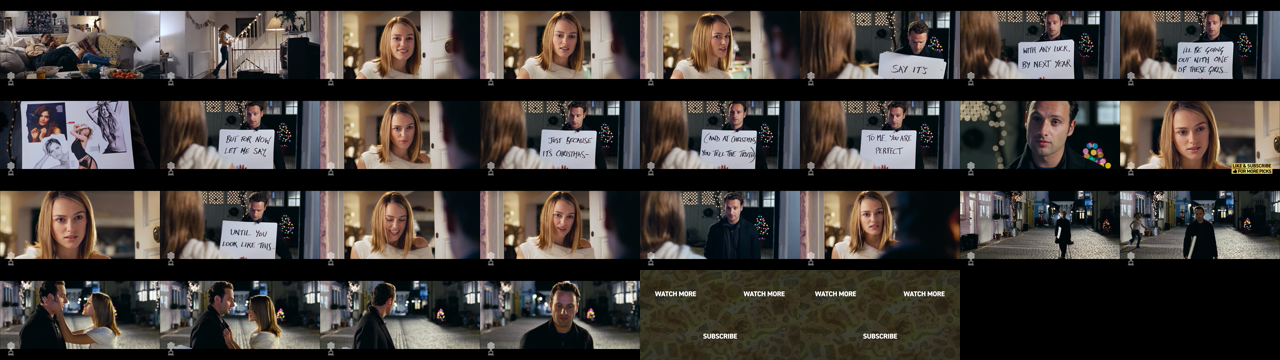 SAY IT'S
WITH ANY LUCK,
BY NEXT YEAR
I'LL BE GOING
OUT WITH ONE
OF THESE GIRLS...
BUT FOR NOW
LET ME SAY,
JUST BECAUSE
IT'S CHRISTMAS-
(AND AT CHRISTMAS
YOU TELL THE TRUTH)
TO ME, YOU ARE
PERFECT
LIKE & SUBSCRIBE
FOR MORE PICKS
UNTIL YOU
LOOK LIKE THIS...
WATCH MORE
WATCH MORE
WATCH MORE
WATCH MORE
SUBSCRIBE
SUBSCRIBE